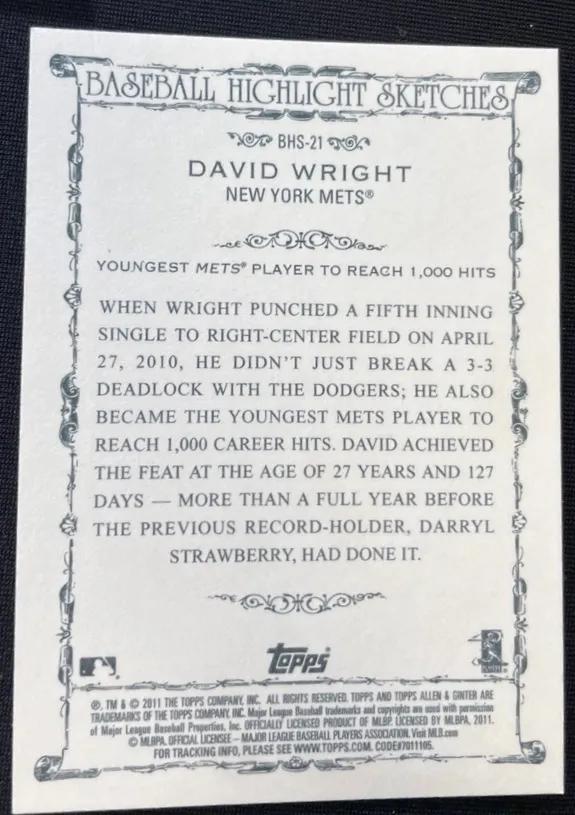 BASEBALL HIGHLIGHT SKETCHES
BHS-21
DAVID WRIGHT
NEW YORK METS®
YOUNGEST METS® PLAYER TO REACH 1,000 HITS
WHEN WRIGHT PUNCHED A FIFTH INNING
SINGLE TO RIGHT-CENTER FIELD ON APRIL
27, 2010, HE DIDN'T JUST BREAK A 3-3
DEADLOCK WITH THE DODGERS; HE ALSO
BECAME THE YOUNGEST METS PLAYER TO
REACH 1,000 CAREER HITS. DAVID ACHIEVED
THE FEAT AT THE AGE OF 27 YEARS AND 127
DAYS — MORE THAN A FULL YEAR BEFORE
THE PREVIOUS RECORD-HOLDER, DARRYL
STRAWBERRY, HAD DONE IT.
Topps
®, TM & © 2011 THE TOPPS COMPANY, INC. ALL RIGHTS RESERVED. TOPPS AND TOPPS ALLEN & GINTER ARE
TRADEMARKS OF THE TOPPS COMPANY, INC. Major League Baseball trademarks and copyrights are used with permission
of Major League Baseball Properties, Inc. OFFICIALLY LICENSED PRODUCT OF MLBP. LICENSED BY MLBPA, 2011.
© MLBPA. OFFICIAL LICENSEE – MAJOR LEAGUE BASEBALL PLAYERS ASSOCIATION. Visit MLB.com
FOR TRACKING INFO, PLEASE SEE WWW.TOPPS.COM. CODE#7011105.